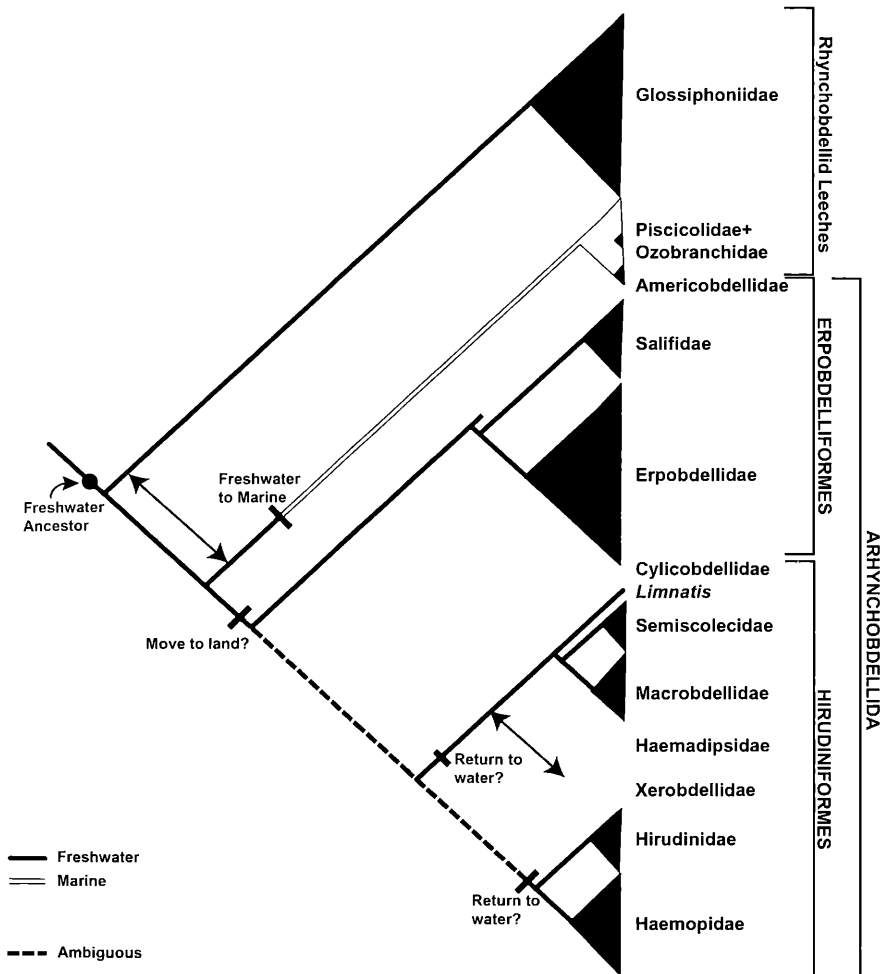 Glossiphoniidae
Rhynchobdellid Leeches
Piscicolidae+
Ozobranchidae
Americobdellidae
Salifidae
ERPOBDELLIFORMES
Erpobdellidae
Freshwater
to Marine
Freshwater
Ancestor
Cylicobdellidae
Limnatis
Semiscolecidae
Move to land?
Macrobdellidae
HIRUDINIFORMES
ARHYNCHOBDELLIDA
Haemadipsidae
Return to
water?
Xerobdellidae
Hirudinidae
Freshwater
Marine
Return to
water?
Haemopidae
Ambiguous